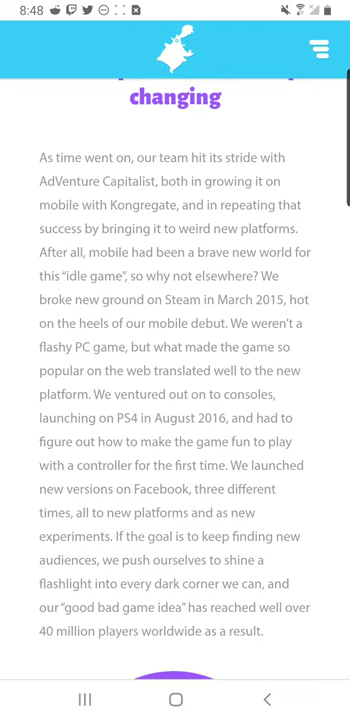 8:48
changing
As time went on, our team hit its stride with
AdVenture Capitalist, both in growing it on
mobile with Kongregate, and in repeating that
success by bringing it to weird new platforms.
After all, mobile had been a brave new world for
this “idle game”, so why not elsewhere? We
broke new ground on Steam in March 2015, hot
on the heels of our mobile debut. We weren’t a
flashy PC game, but what made the game so
popular on the web translated well to the new
platform. We ventured out on to consoles,
launching on PS4 in August 2016, and had to
figure out how to make the game fun to play
with a controller for the first time. We launched
new versions on Facebook, three different
times, all to new platforms and as new
experiments. If the goal is to keep finding new
audiences, we push ourselves to shine a
flashlight into every dark corner we can, and
our “good bad game idea” has reached well over
40 million players worldwide as a result.